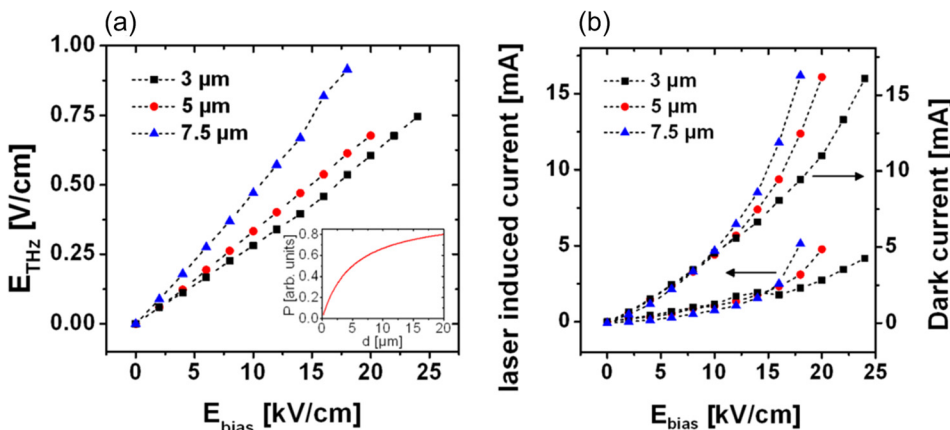 (a)
1.00
0.75
0.50
0.25
0.00
E_THz [V/cm]
3 µm
5 µm
7.5 µm
0.8
0.6
0.4
0.2
0.0
P [arb. units]
0 5 10 15 20
d [µm]
0 5 10 15 20 25
E_bias [kV/cm]
(b)
15
10
5
0
laser induced current [mA]
3 µm
5 µm
7.5 µm
15
10
5
0
Dark current [mA]
0 5 10 15 20 25
E_bias [kV/cm]